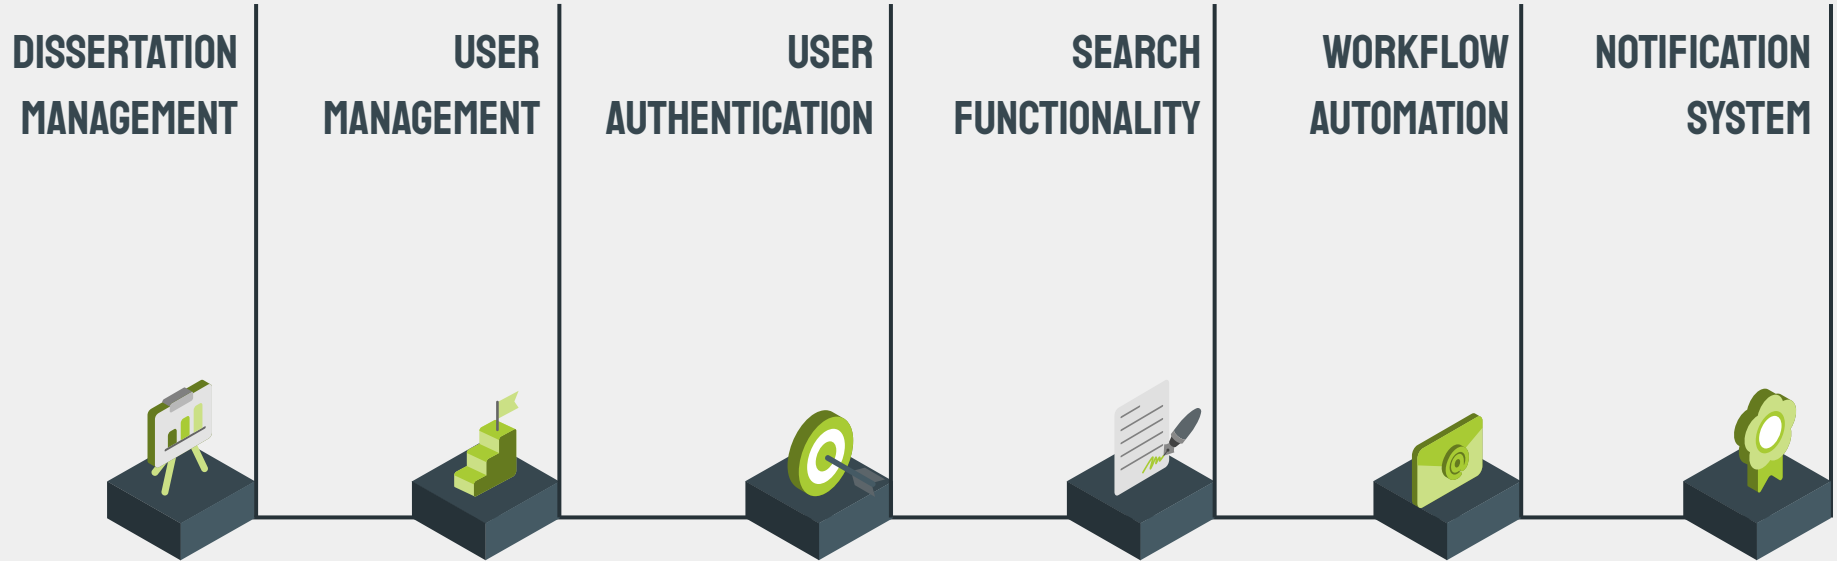 DISSERTATION
MANAGEMENT
USER
MANAGEMENT
USER
AUTHENTICATION
SEARCH
FUNCTIONALITY
WORKFLOW
AUTOMATION
NOTIFICATION
SYSTEM